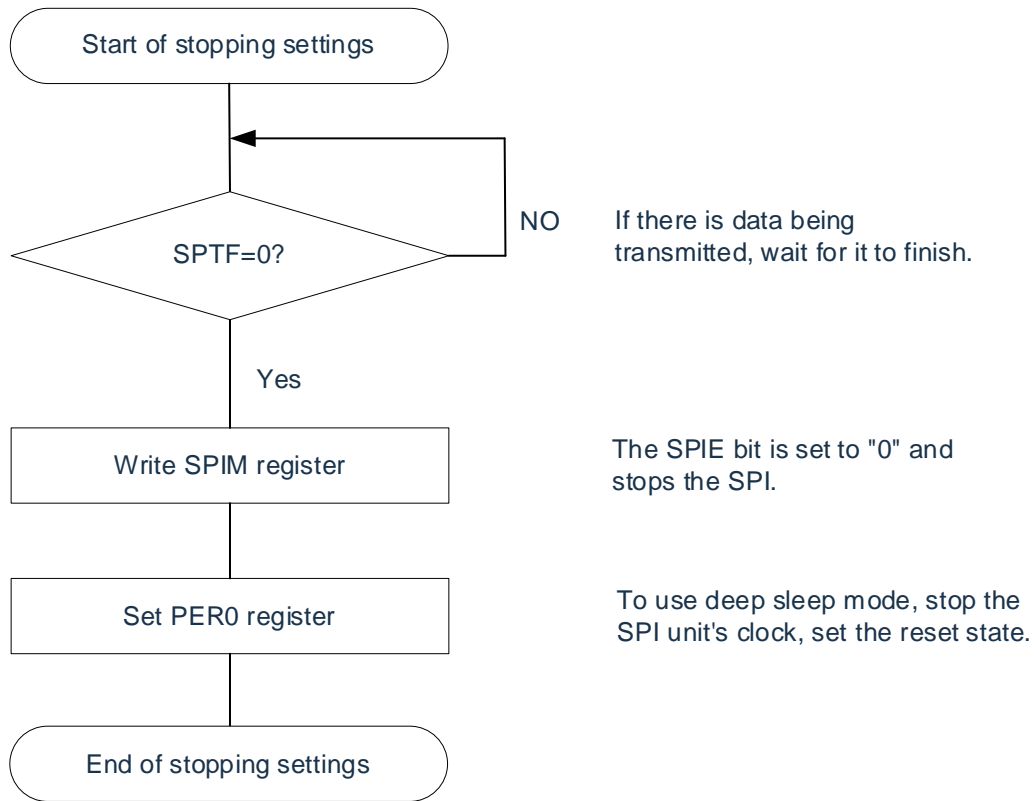 Start of stopping settings
SPTF=0?
NO
If there is data being
transmitted, wait for it to finish.
Yes
Write SPIM register
The SPIE bit is set to "0" and
stops the SPI.
Set PER0 register
To use deep sleep mode, stop the
SPI unit's clock, set the reset state.
End of stopping settings